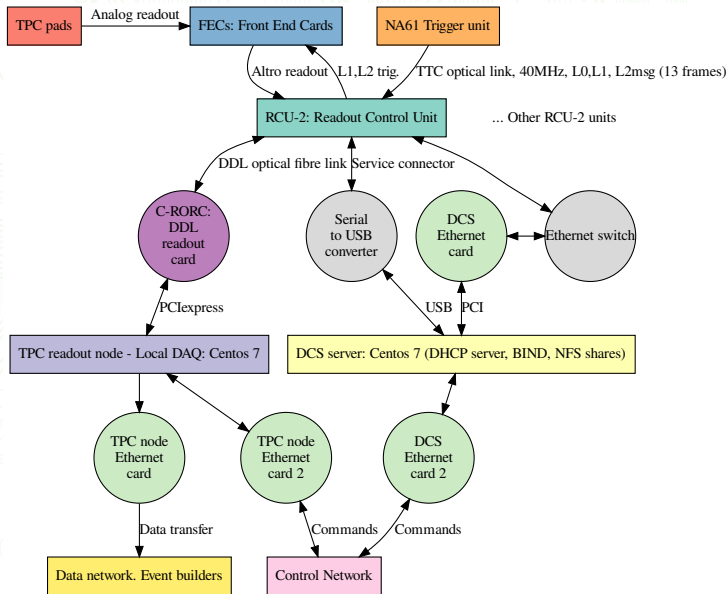 Analog readout
TPC pads
FECs: Front End Cards
NA61 Trigger unit
Altro readout
L1,L2 trig.
TTC optical link, 40MHz, L0,L1, L2msg (13 frames)
RCU-2: Readout Control Unit
... Other RCU-2 units
DDL optical fibre link
Service connector
C-RORC:
DDL
readout
card
Serial
to USB
converter
DCS
Ethernet
card
Ethernet switch
PCIexpress
USB
PCI
TPC readout node - Local DAQ: Centos 7
DCS server: Centos 7 (DHCP server, BIND, NFS shares)
TPC node
Ethernet
card
TPC node
Ethernet
card 2
DCS
Ethernet
card 2
Data transfer
Commands
Commands
Data network. Event builders
Control Network